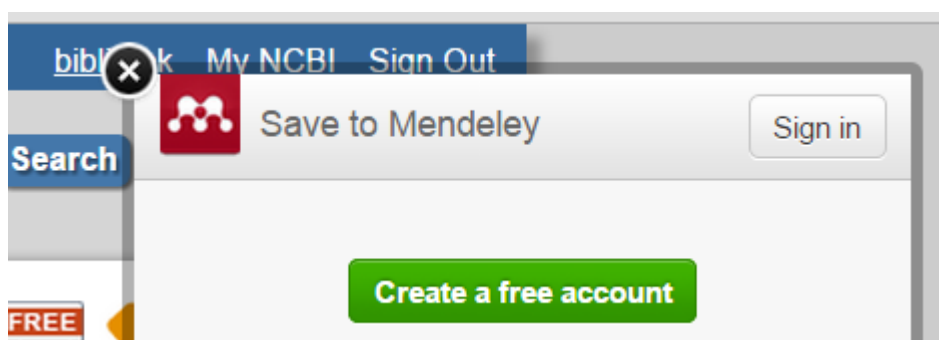 My NCBI Sign Out
Save to Mendeley
Sign in
Search
Create a free account
FREE